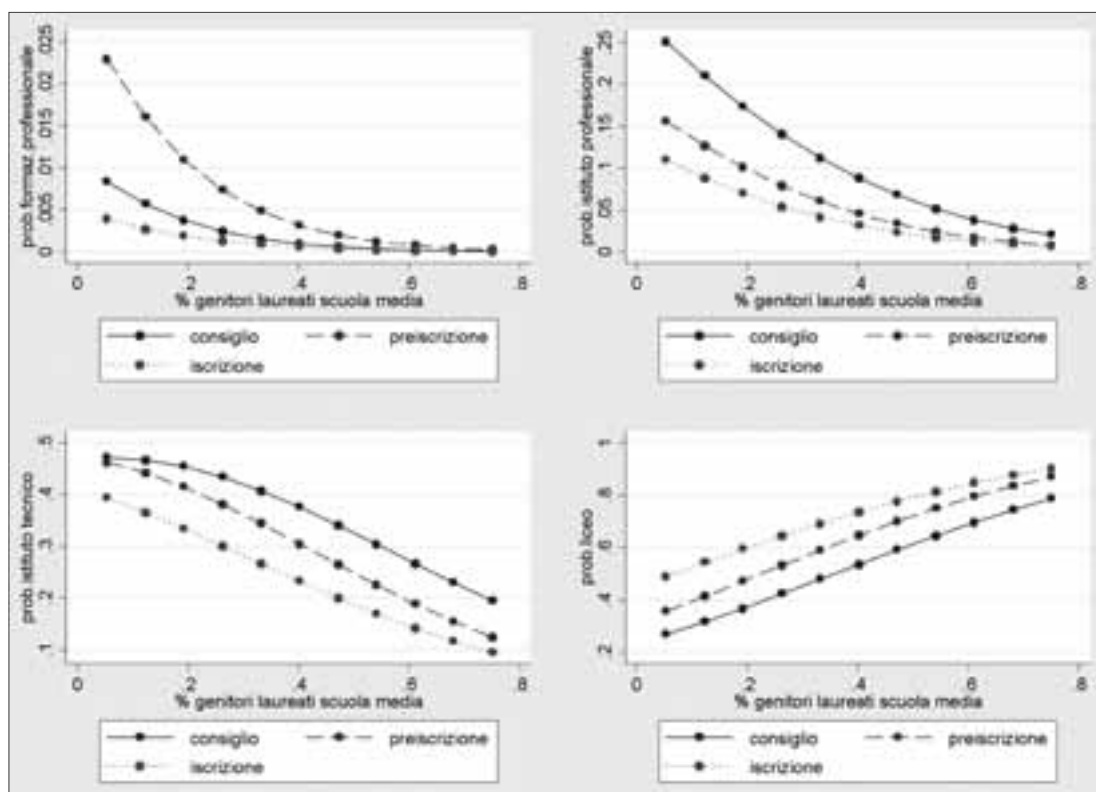 prob.formaz professionale
0 .005 .01 .015 .02 .025
0 .2 .4 .6 .8
% genitori laureati scuola media
consiglio preiscrizione
iscrizione
prob.istituto professionale
0 .05 .1 .15 .2 .25
0 .2 .4 .6 .8
% genitori laureati scuola media
consiglio preiscrizione
iscrizione
prob.istituto tecnico
.1 .2 .3 .4 .5
0 .2 .4 .6 .8
% genitori laureati scuola media
consiglio preiscrizione
iscrizione
prob.liceo
.2 .4 .6 .8 1
0 .2 .4 .6 .8
% genitori laureati scuola media
consiglio preiscrizione
iscrizione